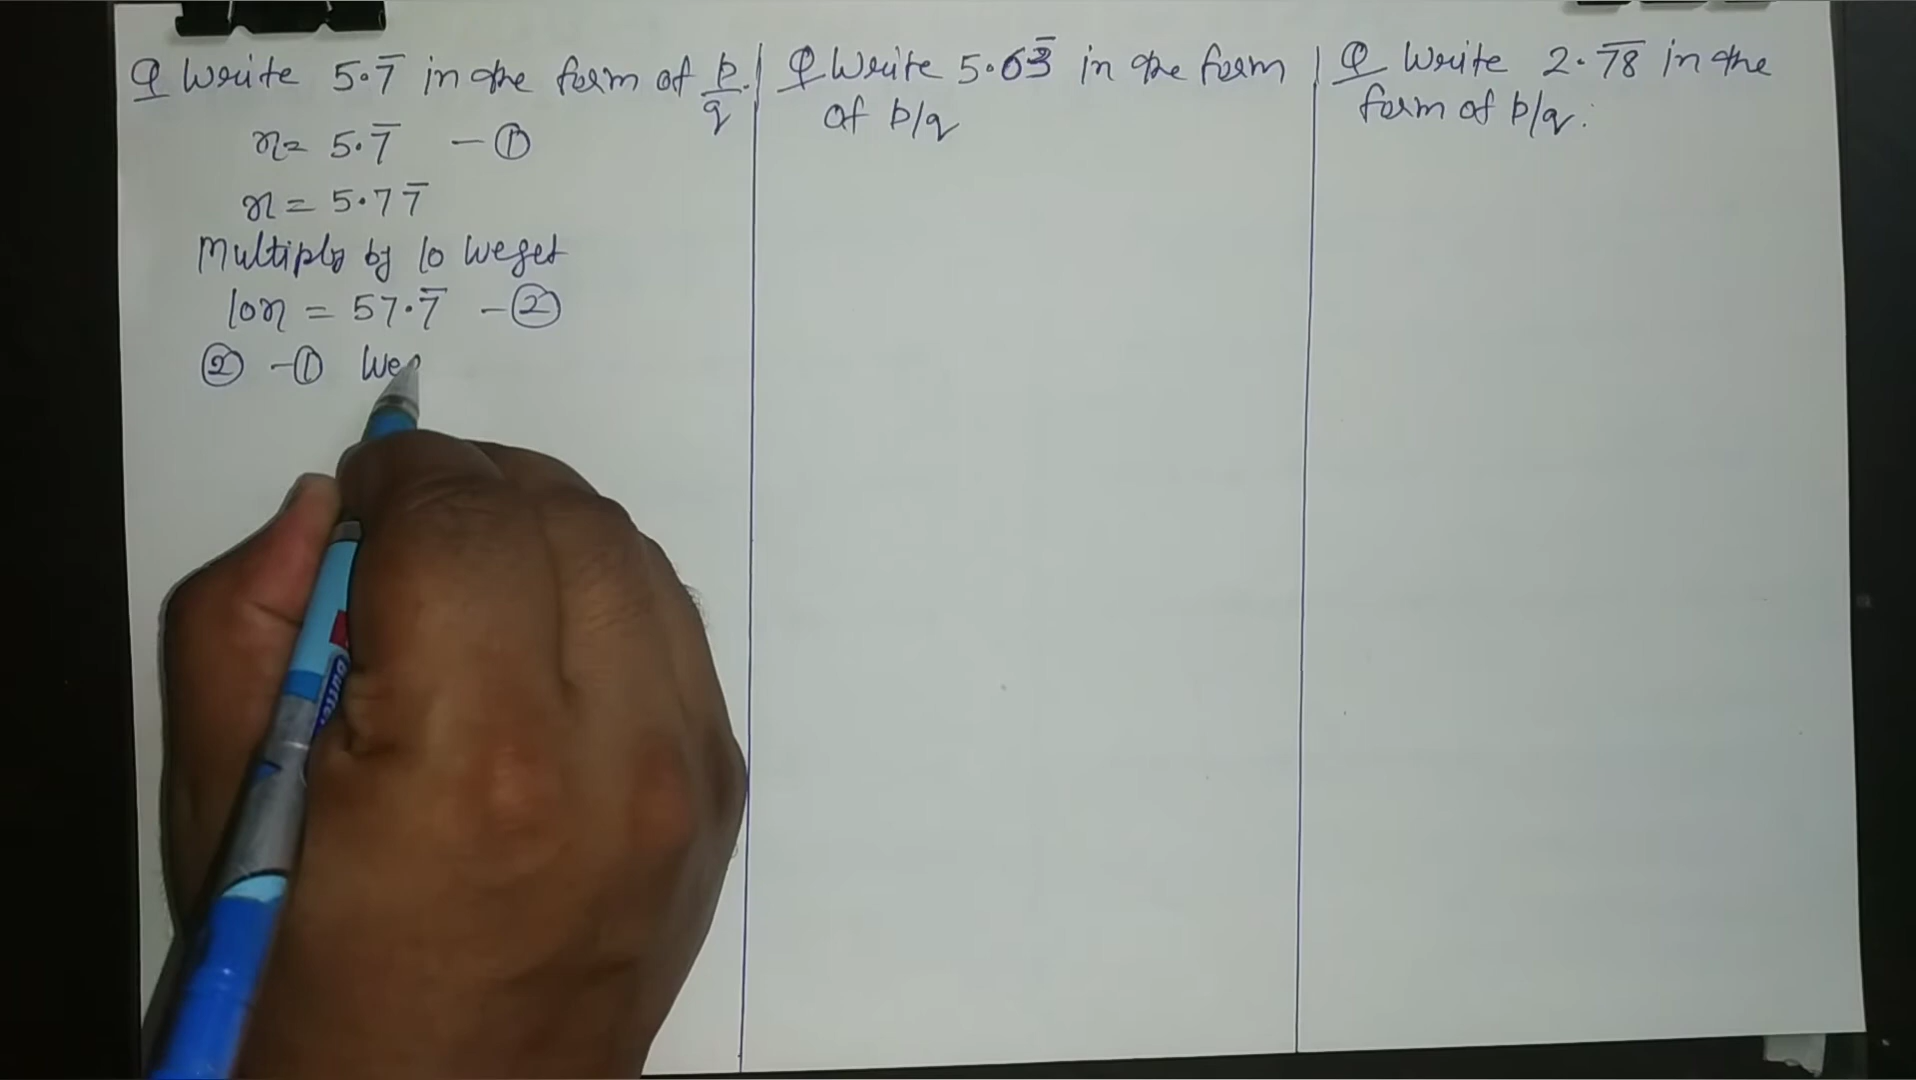 Q Write 5.7̅ in the form of p/q.
x= 5.7̅ - ①
x = 5.77̅
Multiply by 10 we get
10x = 57.7̅ - ②
② - ① We
Q Write 5.63̅ in the form
of p/q
Q Write 2.7̅8̅ in the
form of p/q.